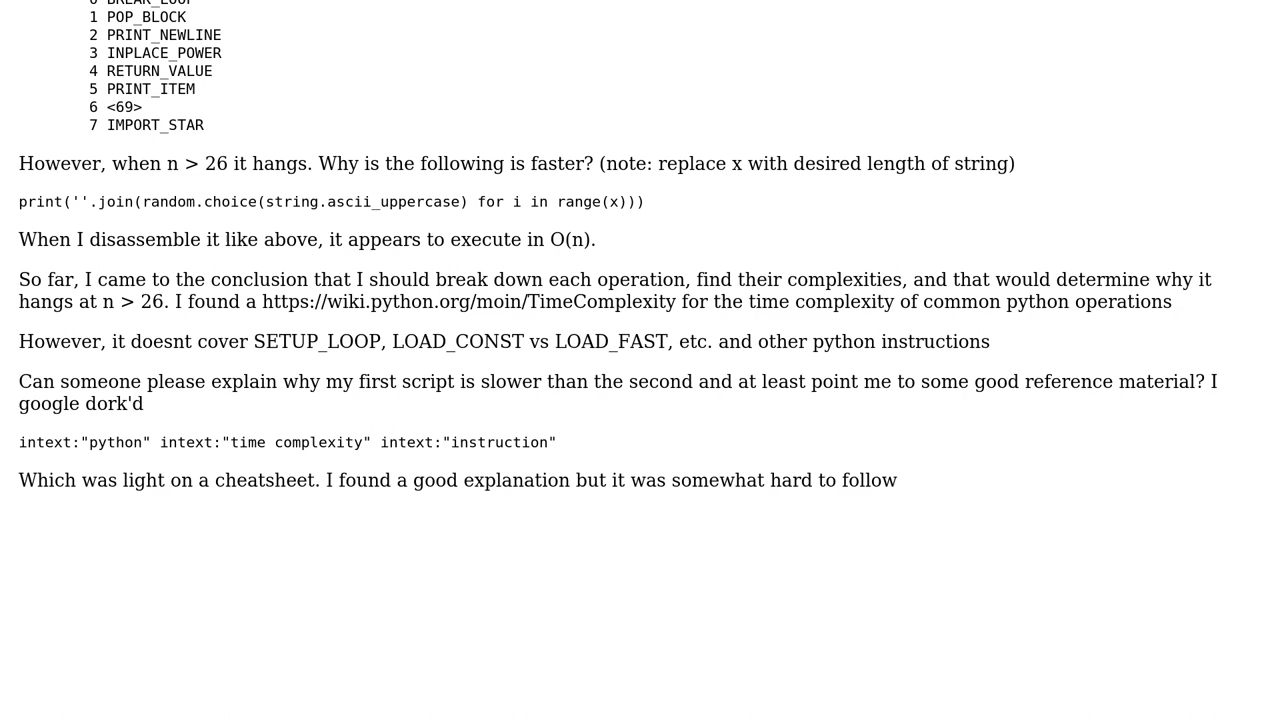 0 BREAK_LOOP
1 POP_BLOCK
2 PRINT_NEWLINE
3 INPLACE_POWER
4 RETURN_VALUE
5 PRINT_ITEM
6 <69>
7 IMPORT_STAR
However, when n > 26 it hangs. Why is the following is faster? (note: replace x with desired length of string)
print(''.join(random.choice(string.ascii_uppercase) for i in range(x)))
When I disassemble it like above, it appears to execute in O(n).
So far, I came to the conclusion that I should break down each operation, find their complexities, and that would determine why it
hangs at n > 26. I found a https://wiki.python.org/moin/TimeComplexity for the time complexity of common python operations
However, it doesnt cover SETUP_LOOP, LOAD_CONST vs LOAD_FAST, etc. and other python instructions
Can someone please explain why my first script is slower than the second and at least point me to some good reference material? I
google dork'd
intext:"python" intext:"time complexity" intext:"instruction"
Which was light on a cheatsheet. I found a good explanation but it was somewhat hard to follow